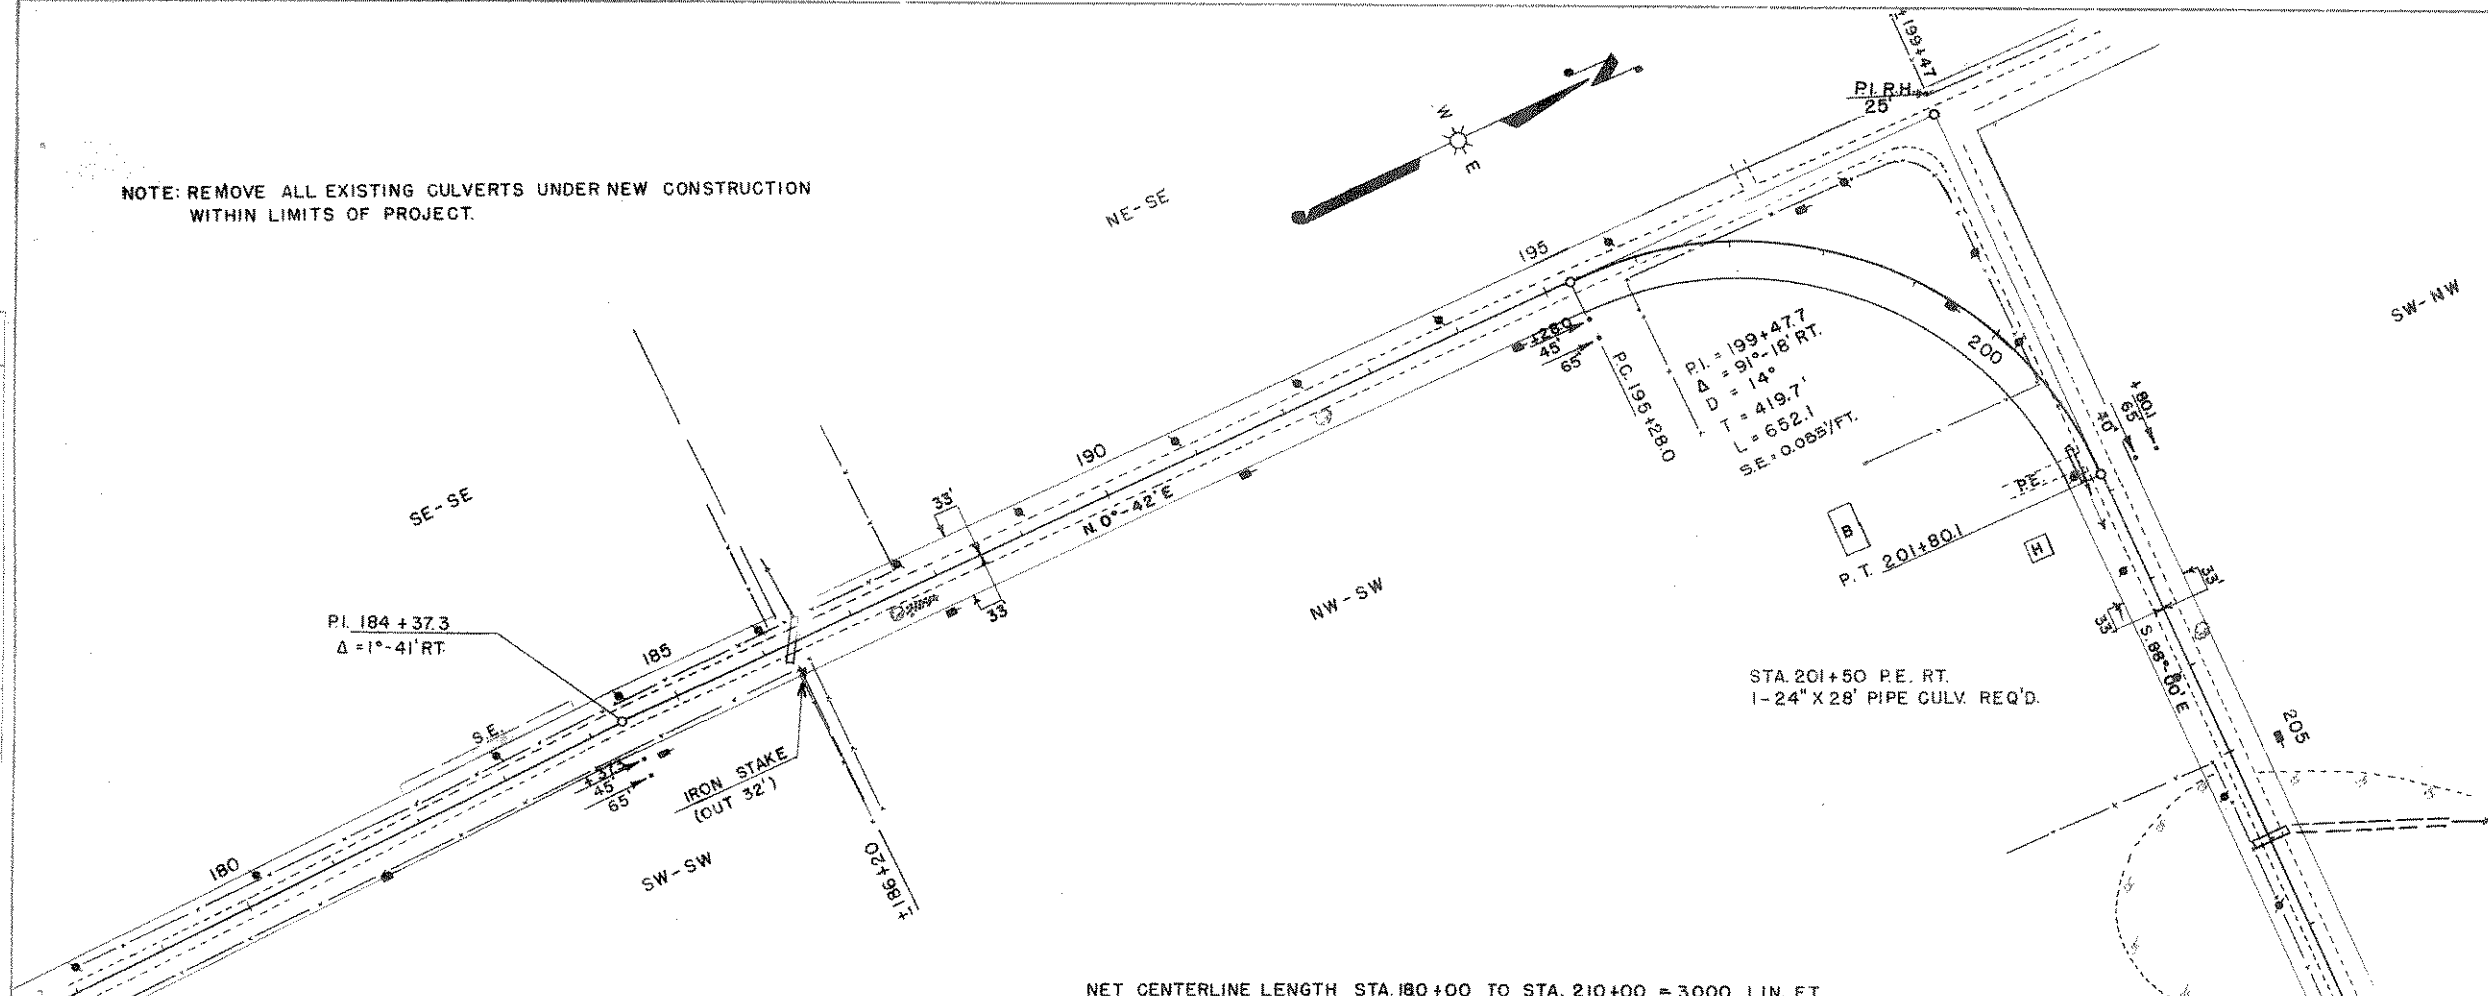 ±199+47
P.I. R.H.
25'
W
E
NOTE: REMOVE ALL EXISTING CULVERTS UNDER NEW CONSTRUCTION
WITHIN LIMITS OF PROJECT.
NE-SE
195
SW-NW
+28.0
45'
65'
P.C. 195+28.0
P.I. = 199+47.7
Δ = 91°-18' RT.
D = 14°
T = 419.7'
L = 652.1
S.E. = 0.083'/FT.
200
+80.1
65'
40'
190
SE-SE
33'
N. 0°-42' E
33'
P.E.
B
H
P.T. 201+80.1
NW-SW
33'
33'
S. 88°-00' E
P.I. 184+37.3
Δ = 1°-41' RT.
185
STA. 201+50 P.E. RT.
1-24" X 28' PIPE CULV. REQ'D.
205
S.E.
+37.3
45'
65'
IRON STAKE
(OUT 32')
180
SW-SW
±186+20
NET CENTERLINE LENGTH STA. 180+00 TO STA. 210+00 = 3000 LIN. FT.